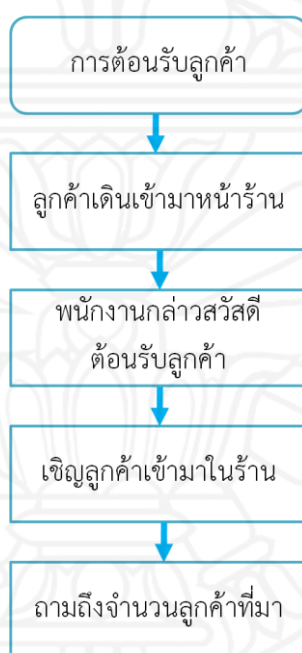 การต้อนรับลูกค้า
ลูกค้าเดินเข้ามาหน้าร้าน
พนักงานกล่าวสวัสดี
ต้อนรับลูกค้า
เชิญลูกค้าเข้ามาในร้าน
ถามถึงจำนวนลูกค้าที่มา